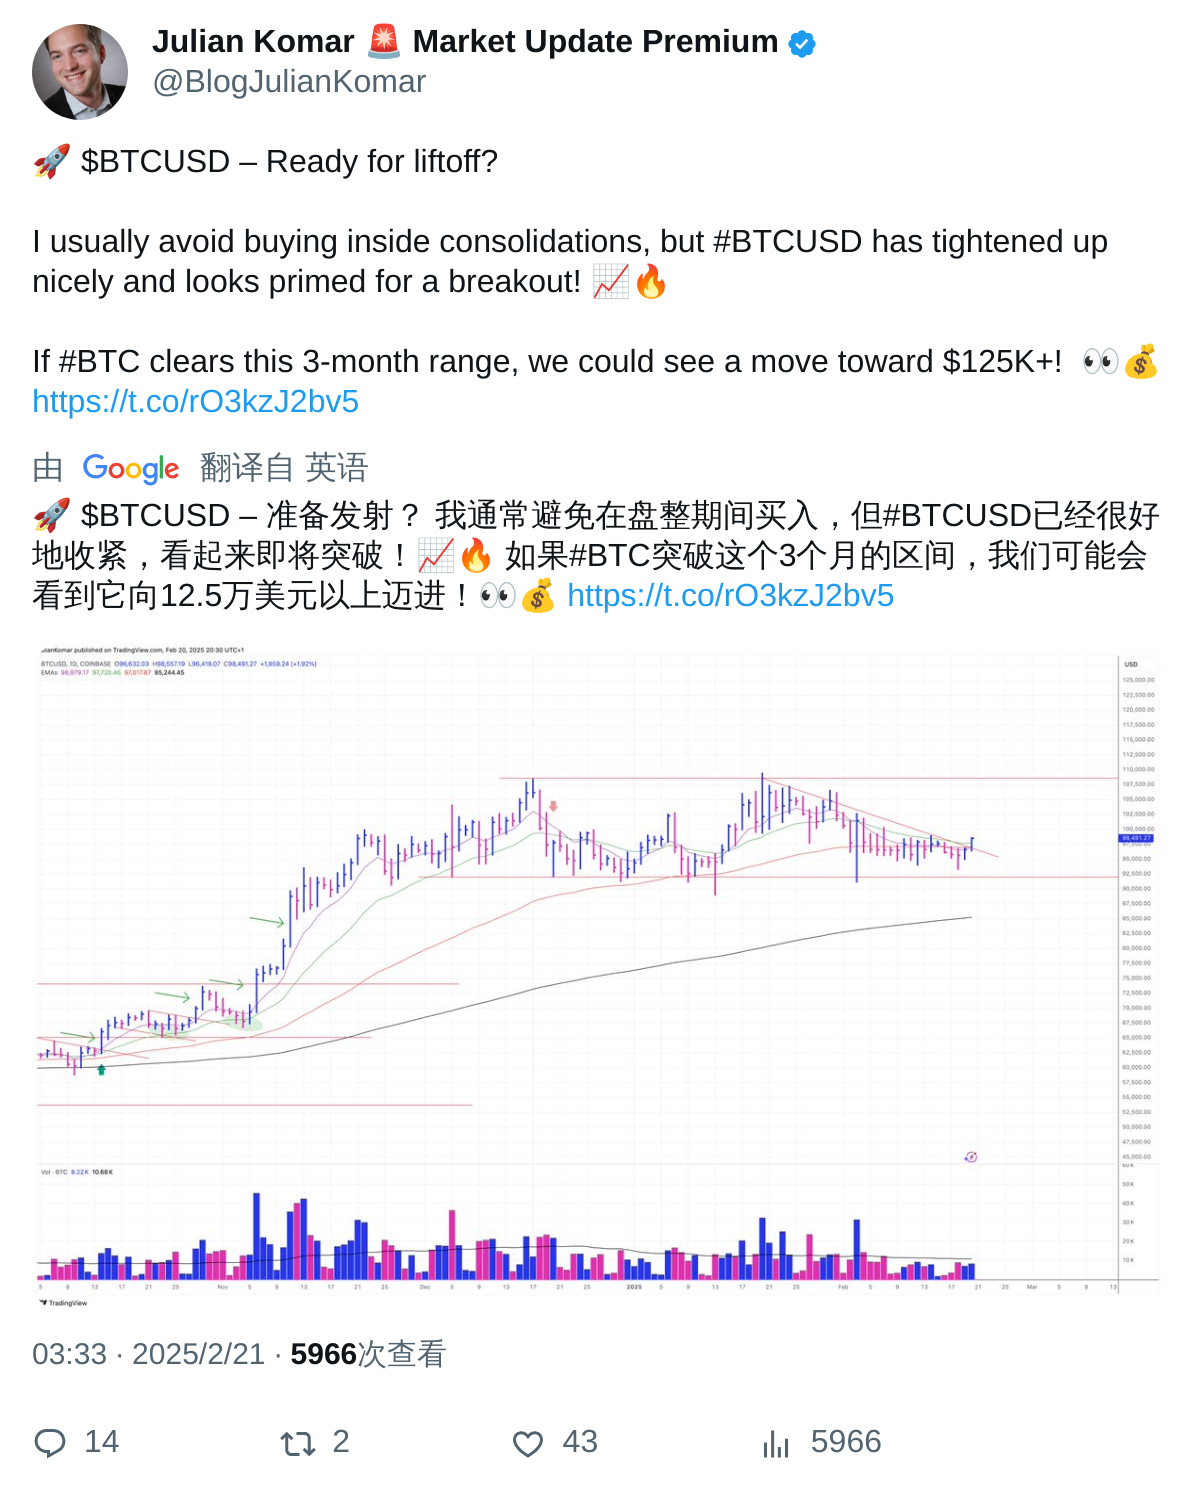 Julian Komar 🚨 Market Update Premium
@BlogJulianKomar
🚀 $BTCUSD – Ready for liftoff?
I usually avoid buying inside consolidations, but #BTCUSD has tightened up
nicely and looks primed for a breakout! 📈🔥
If #BTC clears this 3-month range, we could see a move toward $125K+! 👀💰
https://t.co/rO3kzJ2bv5
由 Google 翻译自 英语
🚀 $BTCUSD – 准备发射？ 我通常避免在盘整期间买入，但#BTCUSD已经很好
地收紧，看起来即将突破！📈🔥 如果#BTC突破这个3个月的区间，我们可能会
看到它向12.5万美元以上迈进！👀💰 https://t.co/rO3kzJ2bv5
JulianKomar published on TradingView.com, Feb 20, 2025 20:30 UTC+1
BTCUSD, 1D, COINBASE O96,632.03 H98,557.19 L96,419.07 C98,491.27 +1,859.24 (+1.92%)
EMAs 96,979.17 97,720.46 97,017.87 85,244.45
USD
125,000.00
122,500.00
120,000.00
117,500.00
115,000.00
112,500.00
110,000.00
107,500.00
105,000.00
102,500.00
100,000.00
98,491.27
97,500.00
95,000.00
92,500.00
90,000.00
87,500.00
85,000.00
82,500.00
80,000.00
77,500.00
75,000.00
72,500.00
70,000.00
67,500.00
65,000.00
62,500.00
60,000.00
57,500.00
55,000.00
52,500.00
50,000.00
47,500.00
45,000.00
Vol · BTC 8.22K 10.68K
60K
50K
40K
30K
20K
10K
5 9 13 17 21 25 Nov 5 9 13 17 21 25 Dec 5 9 13 17 21 25 2025 5 9 13 17 21 25 Feb 5 9 13 17 21 25 Mar 5 9 13
TradingView
03:33 · 2025/2/21 · 5966次查看
14 2 43 5966